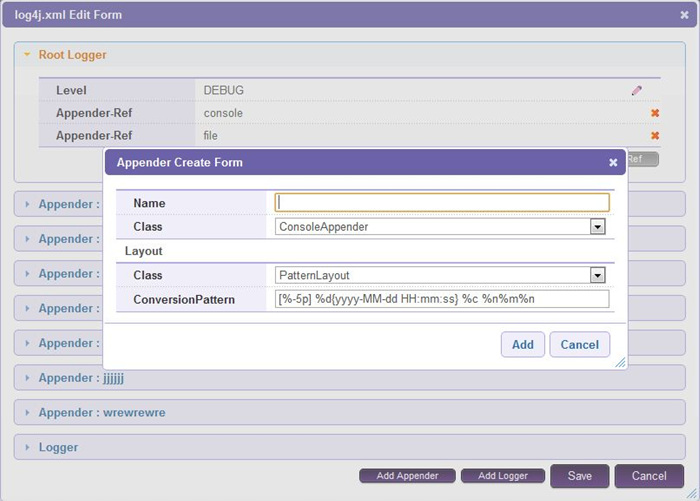 log4j.xml Edit Form
Root Logger
Level DEBUG
Appender-Ref console
Appender-Ref file
Ref
Appender Create Form
Name
Class ConsoleAppender
Layout
Class PatternLayout
ConversionPattern [%-5p] %d{yyyy-MM-dd HH:mm:ss} %c %n%m%n
Add Cancel
Appender :
Appender :
Appender :
Appender :
Appender :
Appender : jjjjjj
Appender : wrewrewre
Logger
Add Appender Add Logger Save Cancel